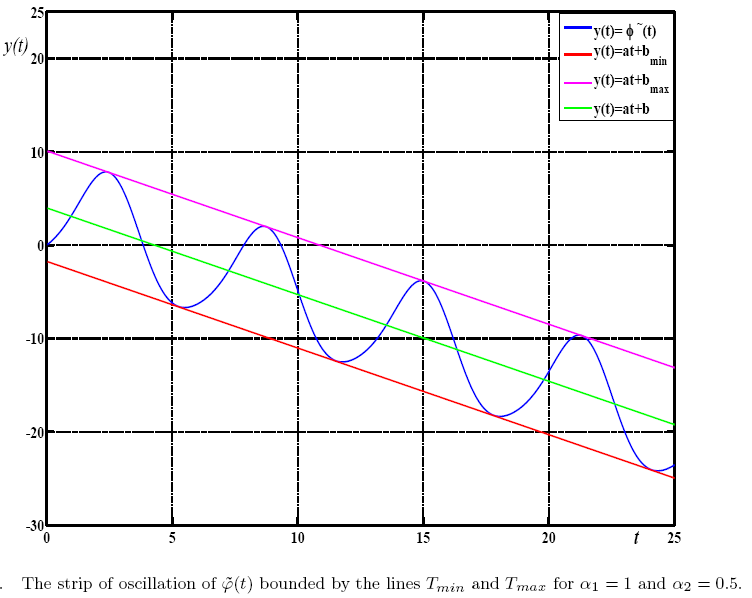 25
y(t)
20
10
0
-10
-20
-30
0 5 10 15 20 t 25
y(t)= ϕ~(t)
y(t)=at+b_min
y(t)=at+b_max
y(t)=at+b
. The strip of oscillation of φ̃(t) bounded by the lines T_min and T_max for α₁ = 1 and α₂ = 0.5.